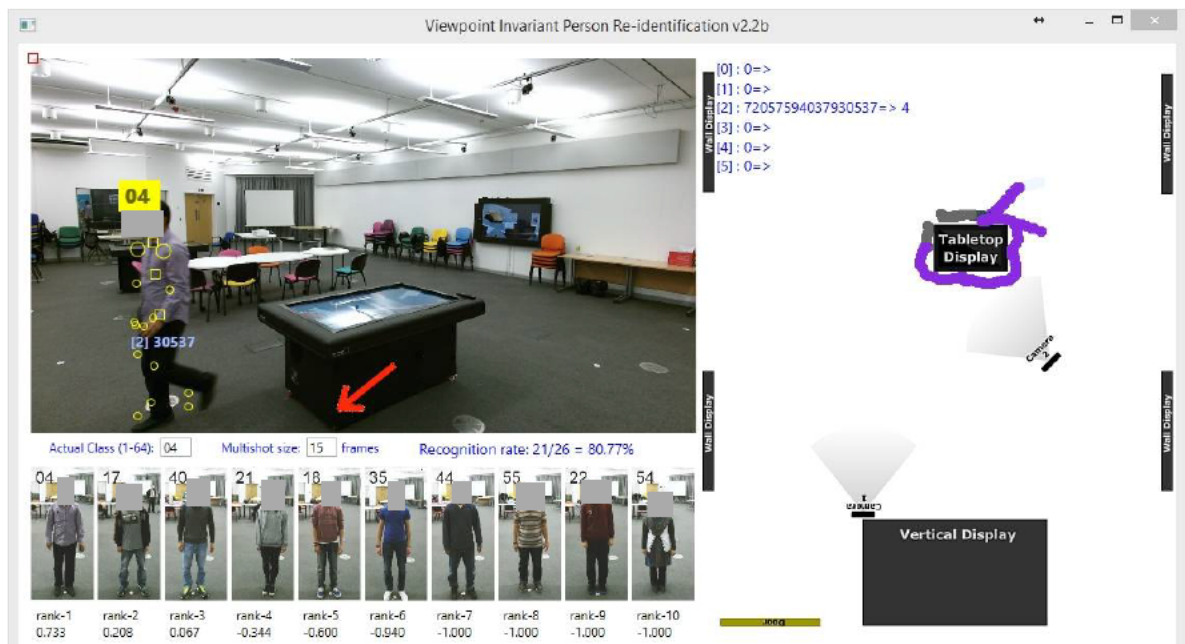 Viewpoint Invariant Person Re-identification v2.2b
[0] : 0=>
[1] : 0=>
[2] : 72057594037930537=> 4
[3] : 0=>
[4] : 0=>
[5] : 0=>
Wall Display
Wall Display
04
Tabletop
Display
[2] 30537
Camera
2
Wall Display
Wall Display
Actual Class (1-64): 04 Multishot size: 15 frames Recognition rate: 21/26 = 80.77%
04 17 40 21 18 35 44 55 22 54
Camera
1
Vertical Display
rank-1 rank-2 rank-3 rank-4 rank-5 rank-6 rank-7 rank-8 rank-9 rank-10
0.733 0.208 0.067 -0.344 -0.600 -0.940 -1.000 -1.000 -1.000 -1.000
Door